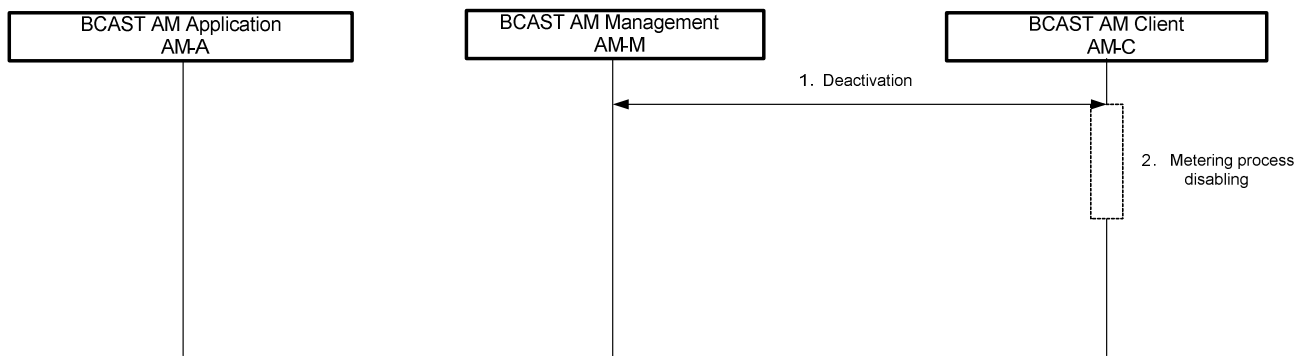 BCAST AM Application
AM-A
BCAST AM Management
AM-M
BCAST AM Client
AM-C
1. Deactivation
2. Metering process
disabling